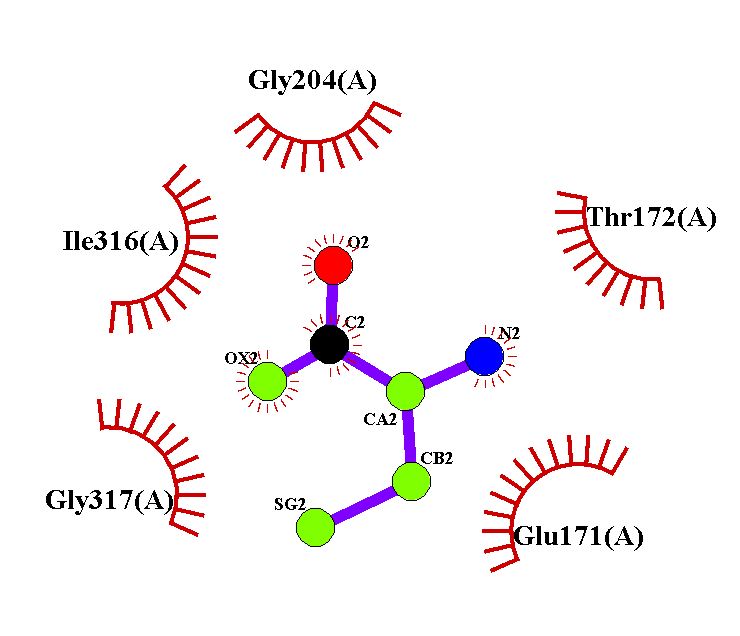 Gly204(A)
Thr172(A)
Ile316(A)
O2
C2
N2
OX2
CA2
CB2
Gly317(A)
SG2
Glu171(A)